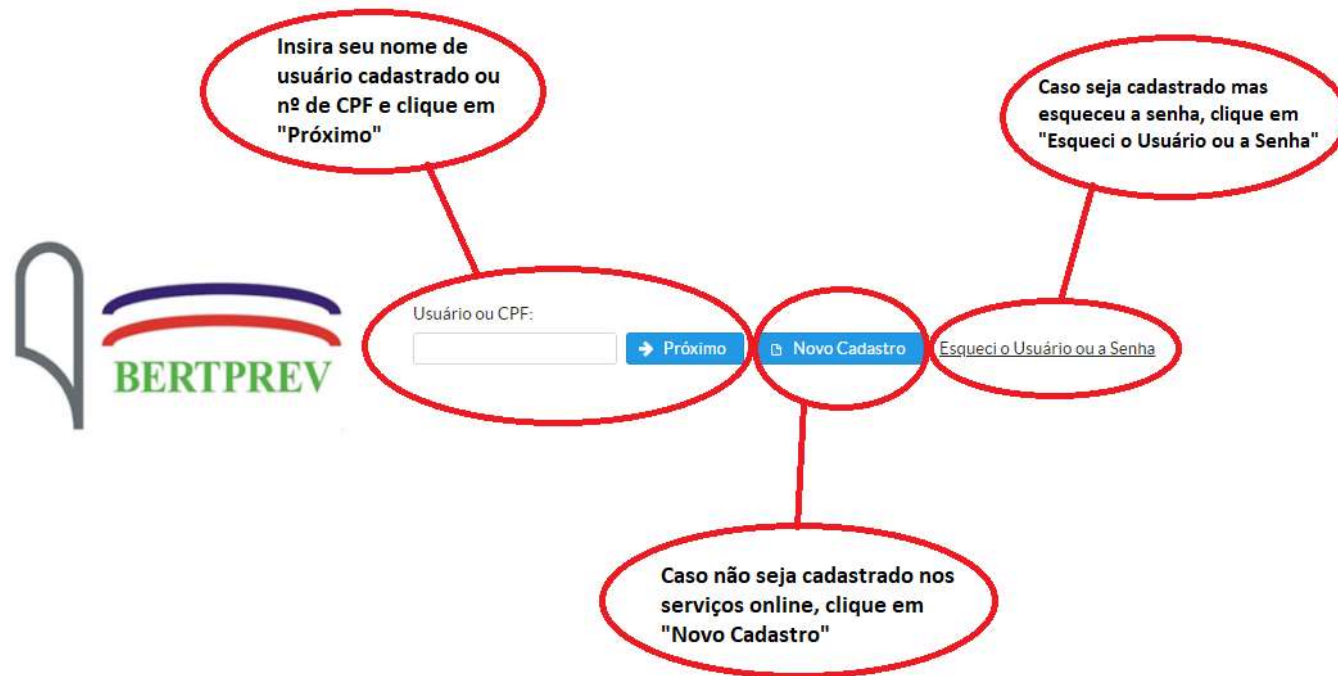 Insira seu nome de
usuário cadastrado ou
nº de CPF e clique em
"Próximo"
Caso seja cadastrado mas
esqueceu a senha, clique em
"Esqueci o Usuário ou a Senha"
BERTPREV
Usuário ou CPF:
Próximo
Novo Cadastro
Esqueci o Usuário ou a Senha
Caso não seja cadastrado nos
serviços online, clique em
"Novo Cadastro"